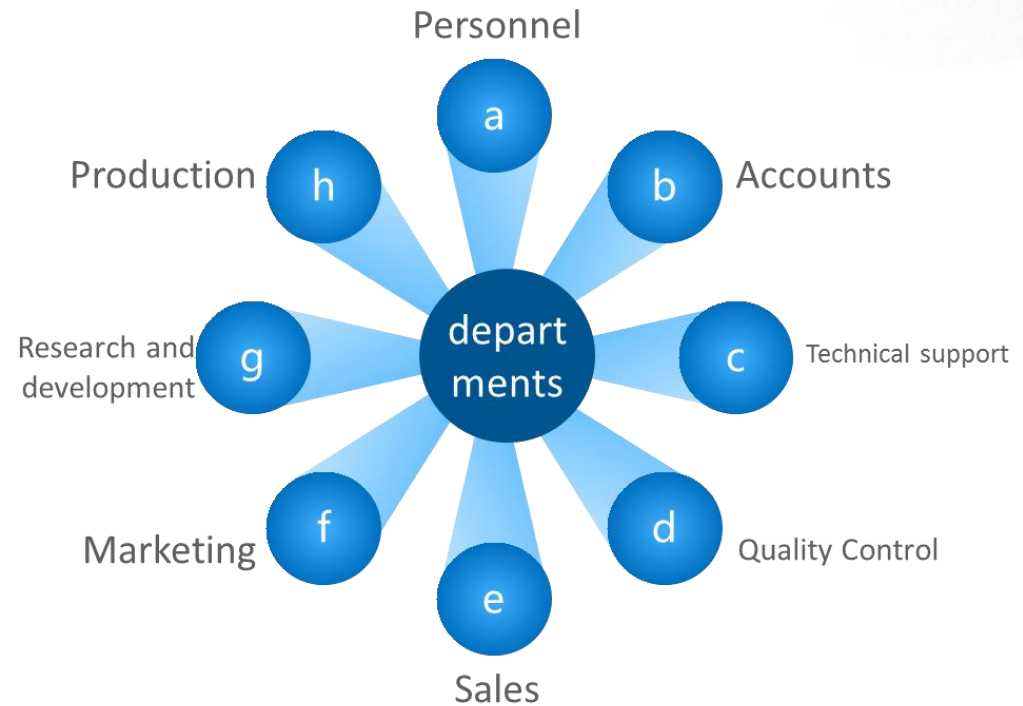 Personnel
a
Production
h
b
Accounts
depart
ments
Research and
development
g
c
Technical support
Marketing
f
d
Quality Control
e
Sales